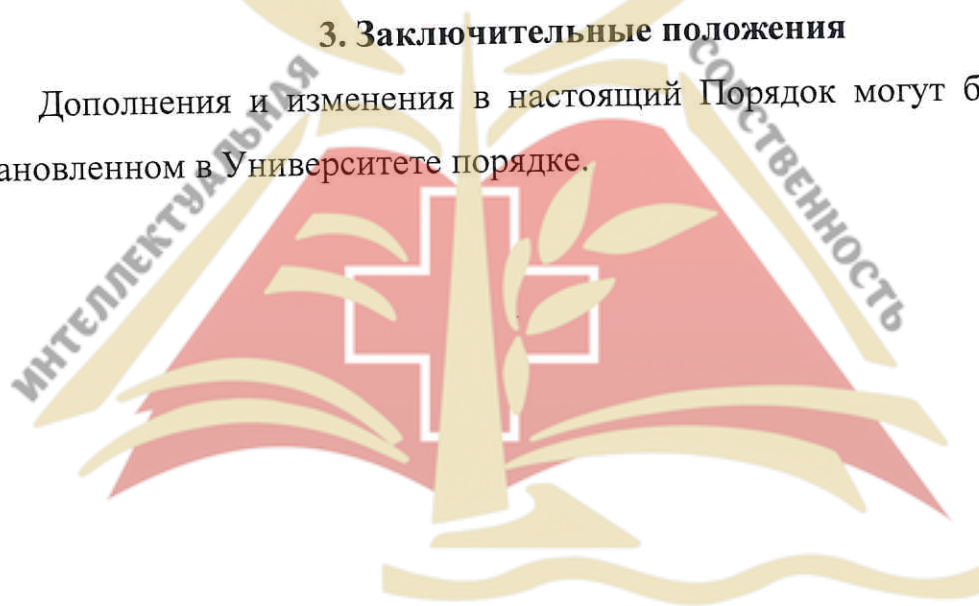 3. Заключительные положения
Дополнения и изменения в настоящий Порядок могут б
ановленном в Университете порядке.
ИНТЕЛЛЕКТУАЛЬНАЯ
СОБСТВЕННОСТЬ